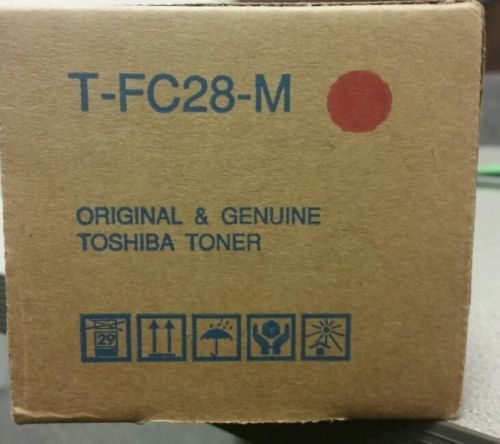 T-FC28-M
ORIGINAL & GENUINE
TOSHIBA TONER
29